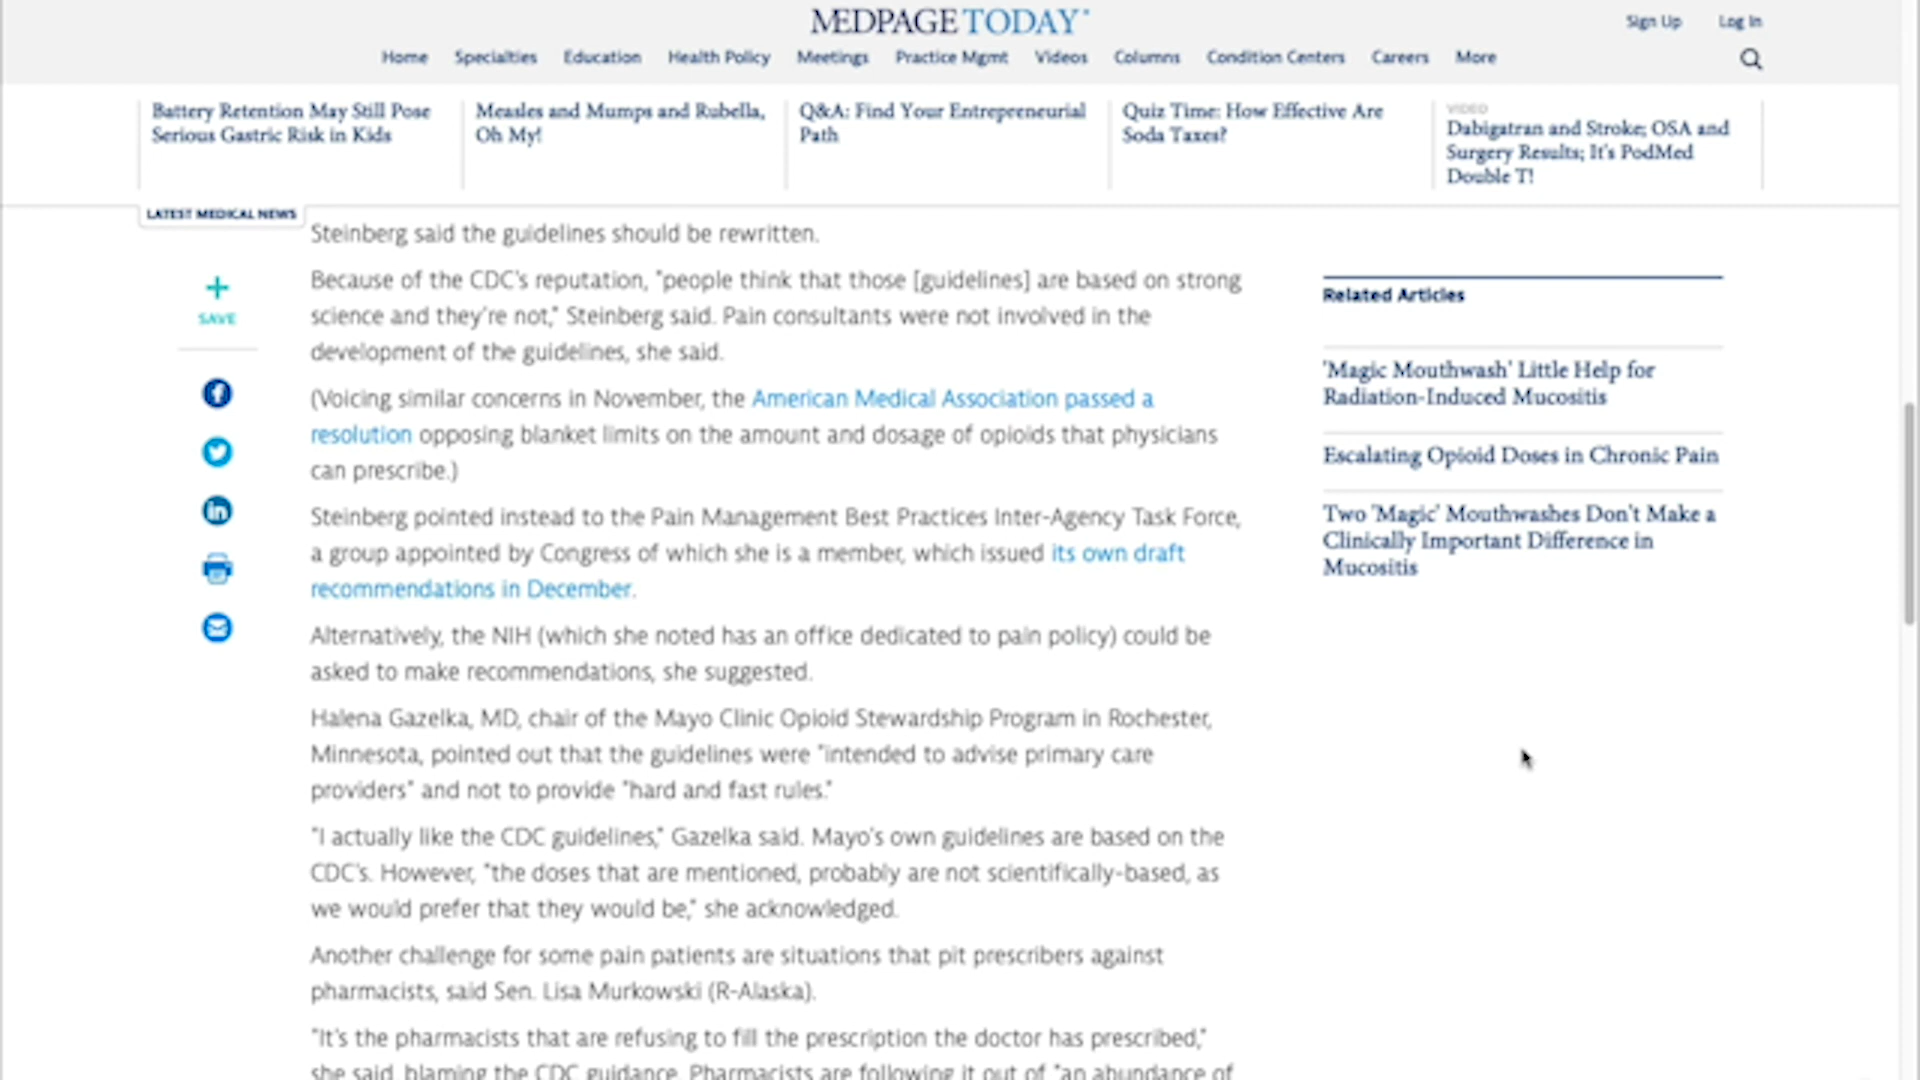 MEDPAGE TODAY
Sign Up Log In
Home Specialties Education Health Policy Meetings Practice Mgmt Videos Columns Condition Centers Careers More
Battery Retention May Still Pose
Serious Gastric Risk in Kids
Measles and Mumps and Rubella,
Oh My!
Q&A: Find Your Entrepreneurial
Path
Quiz Time: How Effective Are
Soda Taxes?
VIDEO
Dabigatran and Stroke; OSA and
Surgery Results; It's PodMed
Double T!
LATEST MEDICAL NEWS
SAVE
Steinberg said the guidelines should be rewritten.
Because of the CDC's reputation, "people think that those [guidelines] are based on strong
science and they're not," Steinberg said. Pain consultants were not involved in the
development of the guidelines, she said.
(Voicing similar concerns in November, the American Medical Association passed a
resolution opposing blanket limits on the amount and dosage of opioids that physicians
can prescribe.)
Steinberg pointed instead to the Pain Management Best Practices Inter-Agency Task Force,
a group appointed by Congress of which she is a member, which issued its own draft
recommendations in December.
Alternatively, the NIH (which she noted has an office dedicated to pain policy) could be
asked to make recommendations, she suggested.
Halena Gazelka, MD, chair of the Mayo Clinic Opioid Stewardship Program in Rochester,
Minnesota, pointed out that the guidelines were "intended to advise primary care
providers" and not to provide "hard and fast rules."
"I actually like the CDC guidelines," Gazelka said. Mayo's own guidelines are based on the
CDC's. However, "the doses that are mentioned, probably are not scientifically-based, as
we would prefer that they would be," she acknowledged.
Another challenge for some pain patients are situations that pit prescribers against
pharmacists, said Sen. Lisa Murkowski (R-Alaska).
"It's the pharmacists that are refusing to fill the prescription the doctor has prescribed,"
she said, blaming the CDC guidance. Pharmacists are following it out of "an abundance of
Related Articles
'Magic Mouthwash' Little Help for
Radiation-Induced Mucositis
Escalating Opioid Doses in Chronic Pain
Two 'Magic' Mouthwashes Don't Make a
Clinically Important Difference in
Mucositis